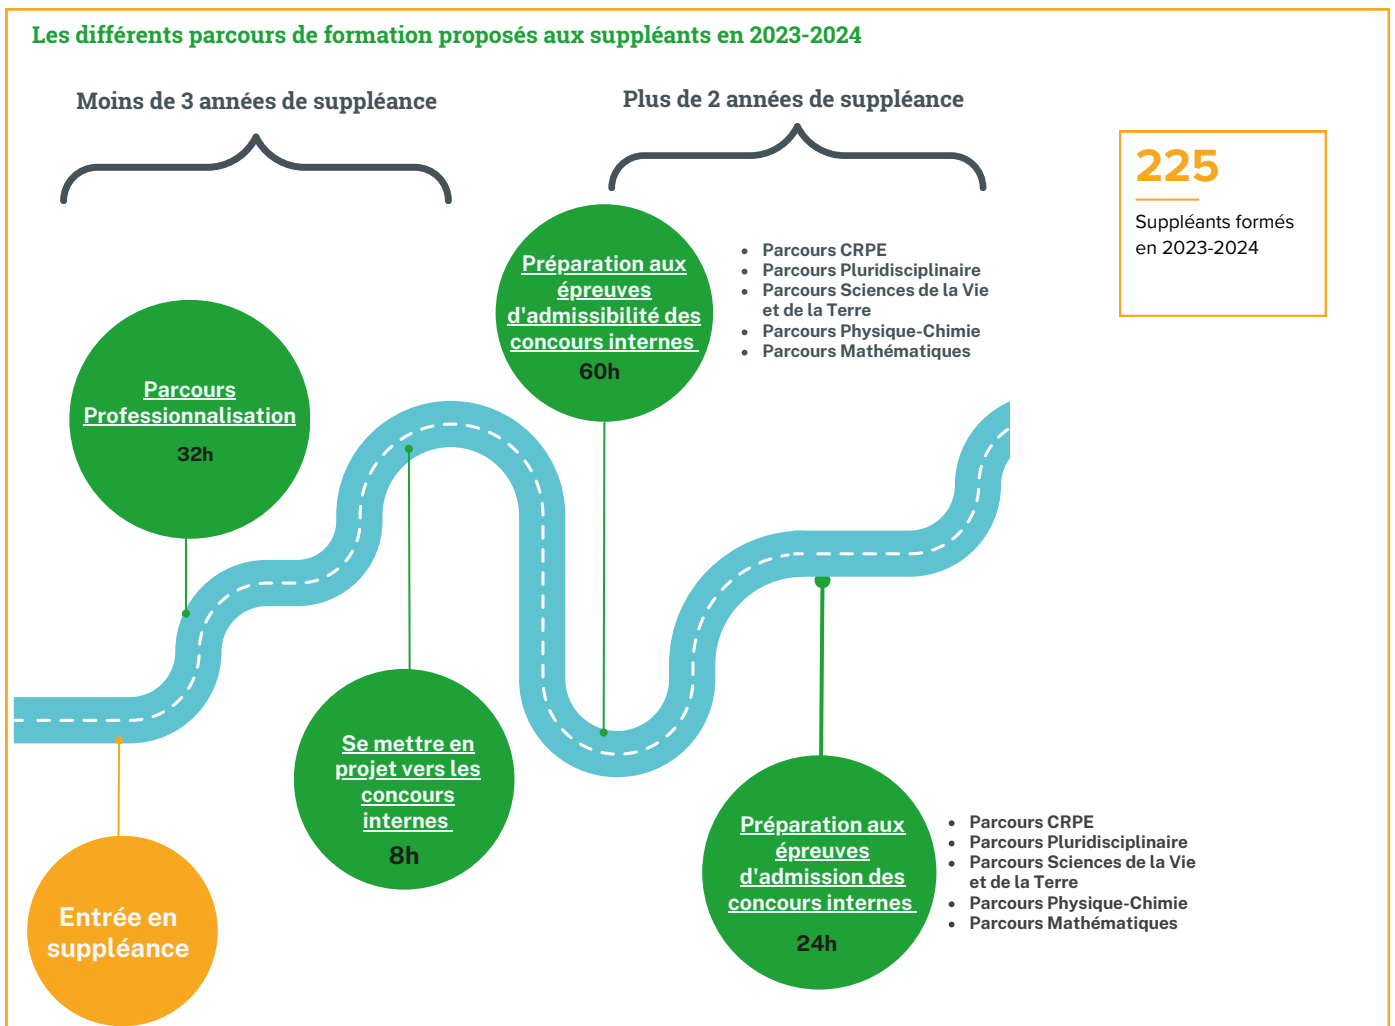 Les différents parcours de formation proposés aux suppléants en 2023-2024
Moins de 3 années de suppléance
Plus de 2 années de suppléance
225
Suppléants formés
en 2023-2024
Préparation aux
épreuves
d'admissibilité des
concours internes
60h
• Parcours CRPE
• Parcours Pluridisciplinaire
• Parcours Sciences de la Vie
et de la Terre
• Parcours Physique-Chimie
• Parcours Mathématiques
Parcours
Professionnalisation
32h
Se mettre en
projet vers les
concours
internes
8h
Préparation aux
épreuves
d'admission des
concours internes
24h
• Parcours CRPE
• Parcours Pluridisciplinaire
• Parcours Sciences de la Vie
et de la Terre
• Parcours Physique-Chimie
• Parcours Mathématiques
Entrée en
suppléance